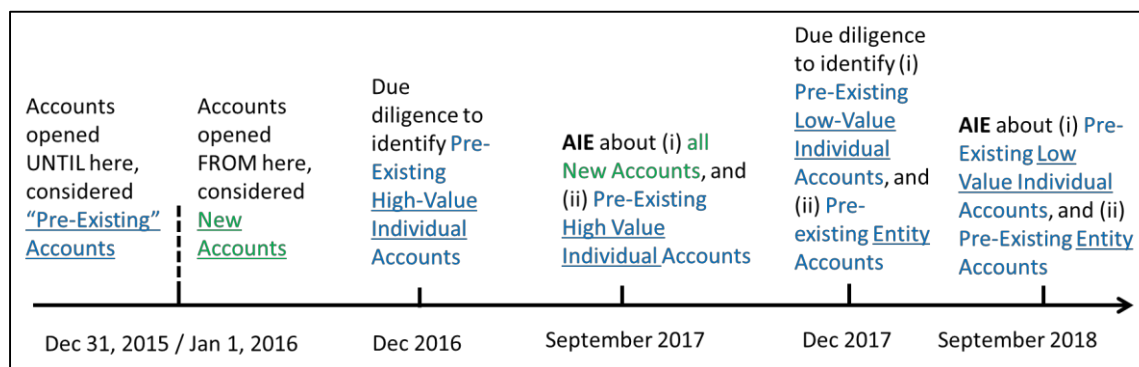 Accounts
opened
UNTIL here,
considered
“Pre-Existing”
Accounts
Accounts
opened
FROM here,
considered
New
Accounts
Due
diligence to
identify Pre-
Existing
High-Value
Individual
Accounts
AIE about (i) all
New Accounts, and
(ii) Pre-Existing
High Value
Individual Accounts
Due diligence
to identify (i)
Pre-Existing
Low-Value
Individual
Accounts, and
(ii) Pre-
existing Entity
Accounts
AIE about (i) Pre-
Existing Low
Value Individual
Accounts, and (ii)
Pre-Existing Entity
Accounts
Dec 31, 2015 / Jan 1, 2016
Dec 2016
September 2017
Dec 2017
September 2018